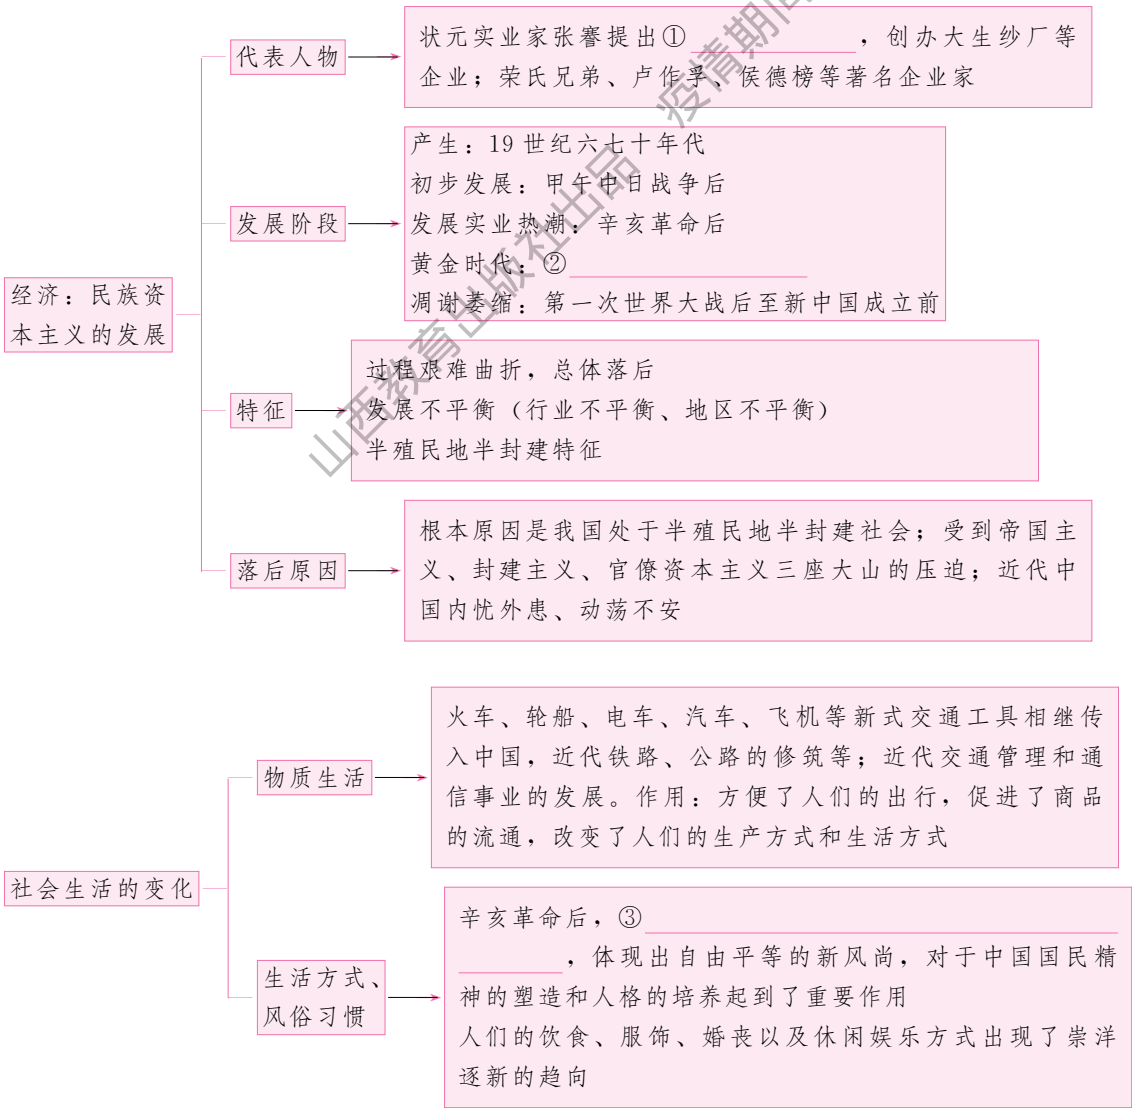 经济：民族资
本主义的发展
代表人物
状元实业家张謇提出①，创办大生纱厂等
企业；荣氏兄弟、卢作孚、侯德榜等著名企业家
发展阶段
产生：19 世纪六七十年代
初步发展：甲午中日战争后
发展实业热潮：辛亥革命后
黄金时代：②
凋谢萎缩：第一次世界大战后至新中国成立前
特征
过程艰难曲折，总体落后
发展不平衡（行业不平衡、地区不平衡）
半殖民地半封建特征
落后原因
根本原因是我国处于半殖民地半封建社会；受到帝国主
义、封建主义、官僚资本主义三座大山的压迫；近代中
国内忧外患、动荡不安
社会生活的变化
物质生活
火车、轮船、电车、汽车、飞机等新式交通工具相继传
入中国，近代铁路、公路的修筑等；近代交通管理和通
信事业的发展。作用：方便了人们的出行，促进了商品
的流通，改变了人们的生产方式和生活方式
生活方式、
风俗习惯
辛亥革命后，③
，体现出自由平等的新风尚，对于中国国民精
神的塑造和人格的培养起到了重要作用
人们的饮食、服饰、婚丧以及休闲娱乐方式出现了崇洋
逐新的趋向
山西教育出版社出品 疫情期间